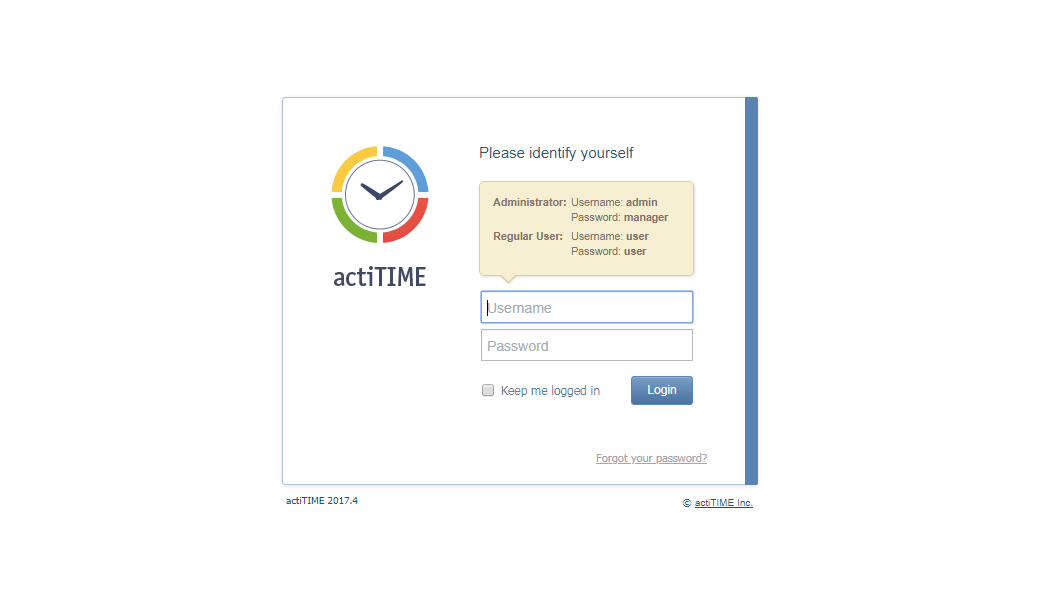 Please identify yourself
Administrator: Username: admin
Password: manager
Regular User: Username: user
Password: user
actiTIME
Username
Password
Keep me logged in Login
Forgot your password?
actiTIME 2017.4 © actiTIME Inc.